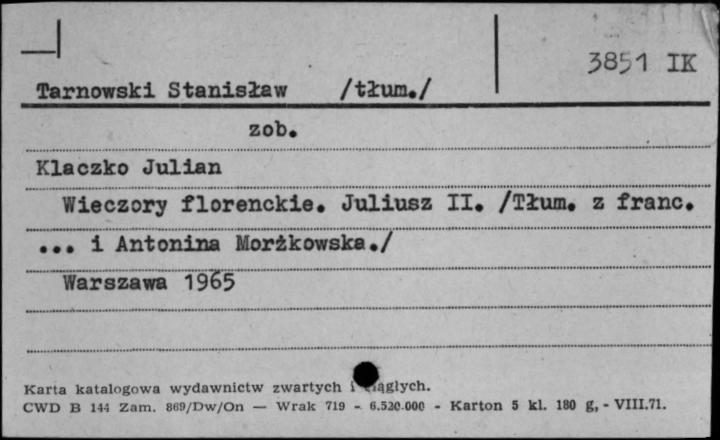 3851 IK
Tarnowski Stanisław /tłum./
zob.
Klaczko Julian
Wieczory florenckie. Juliusz II. /Tłum. z franc.
... i Antonina Morżkowska./
Warszawa 1965
Karta katalogowa wydawnictw zwartych i ciągłych.
CWD B 144 Zam. 869/Dw/On — Wrak 719 - 6.520.000 - Karton 5 kl. 180 g, - VIII.71.